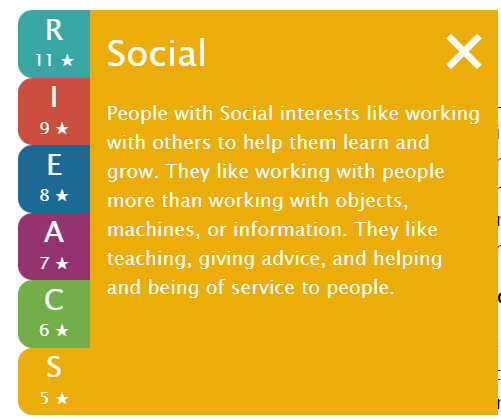 R
11 ★
I
9 ★
E
8 ★
A
7 ★
C
6 ★
S
5 ★
Social
People with Social interests like working
with others to help them learn and
grow. They like working with people
more than working with objects,
machines, or information. They like
teaching, giving advice, and helping
and being of service to people.